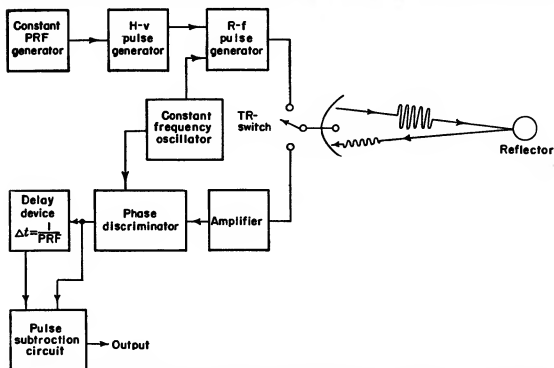 Constant
PRF
generator
H-v
pulse
generator
R-f
pulse
generator
Constant
frequency
oscillator
TR-
switch
Reflector
Delay
device
Δt = 1/PRF
Phase
discriminator
Amplifier
Pulse
subtraction
circuit
Output